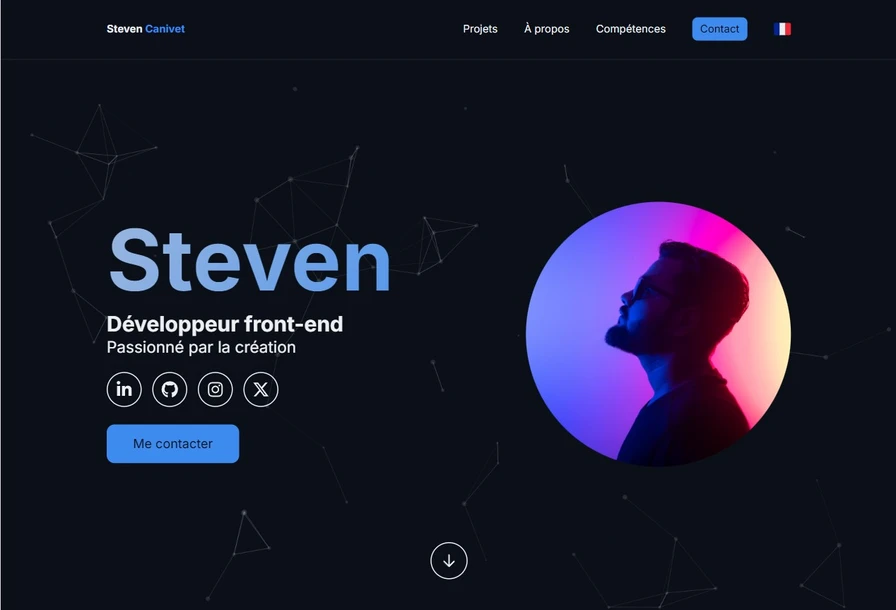 Steven Canivet
Projets À propos Compétences Contact
Steven
Développeur front-end
Passionné par la création
in
X
Me contacter